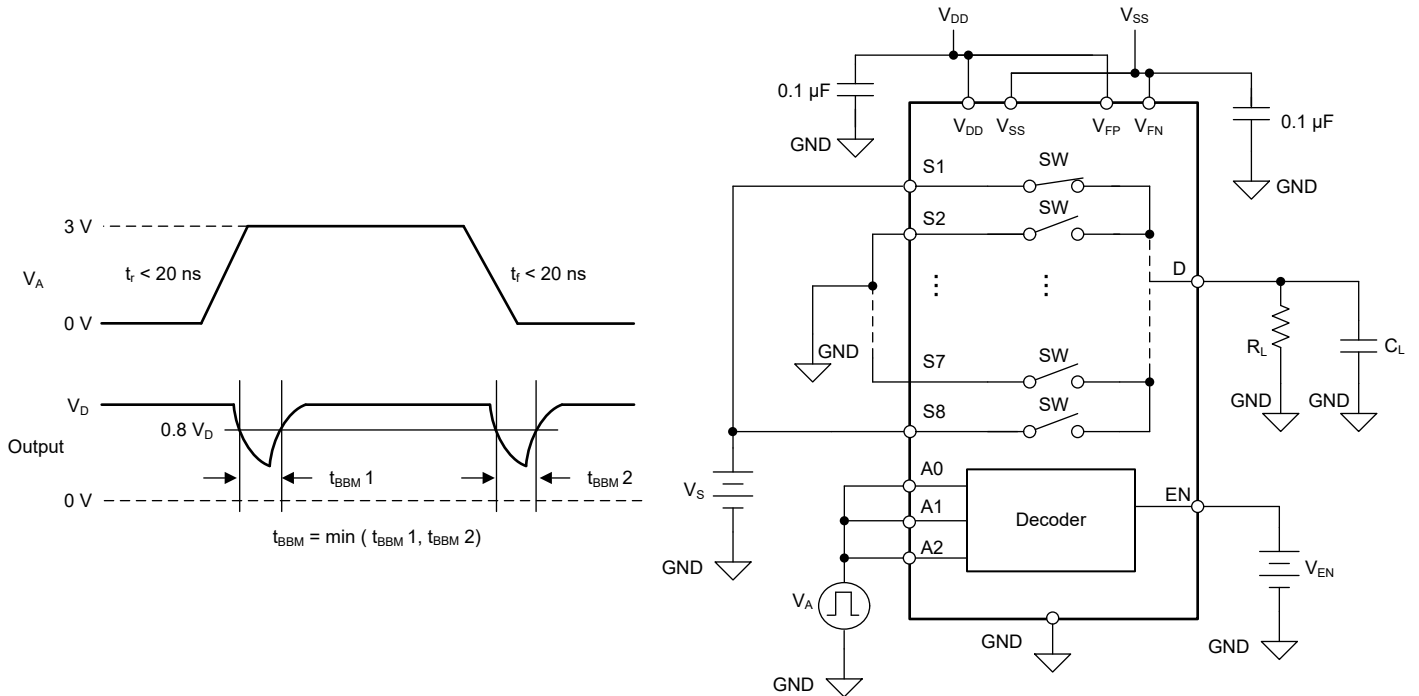 3 V
t_r < 20 ns
t_f < 20 ns
V_A
0 V
V_D
0.8 V_D
Output
t_BBM 1
t_BBM 2
0 V
t_BBM = min ( t_BBM 1, t_BBM 2)
V_DD
V_SS
0.1 µF
0.1 µF
GND
GND
V_DD
V_SS
V_FP
V_FN
S1
SW
S2
SW
⋮
⋮
D
GND
S7
SW
S8
SW
R_L
C_L
GND
GND
V_S
GND
A0
A1
A2
Decoder
EN
V_EN
V_A
GND
GND
GND